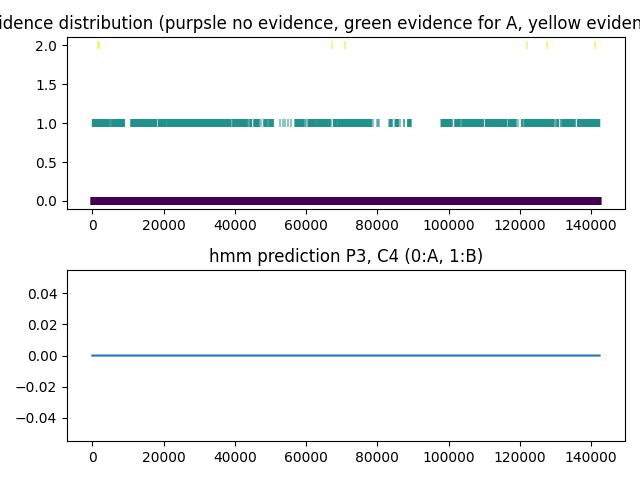 idence distribution (purpsle no evidence, green evidence for A, yellow eviden
2.0
1.5
1.0
0.5
0.0
0 20000 40000 60000 80000 100000 120000 140000
hmm prediction P3, C4 (0:A, 1:B)
0.04
0.02
0.00
−0.02
−0.04
0 20000 40000 60000 80000 100000 120000 140000